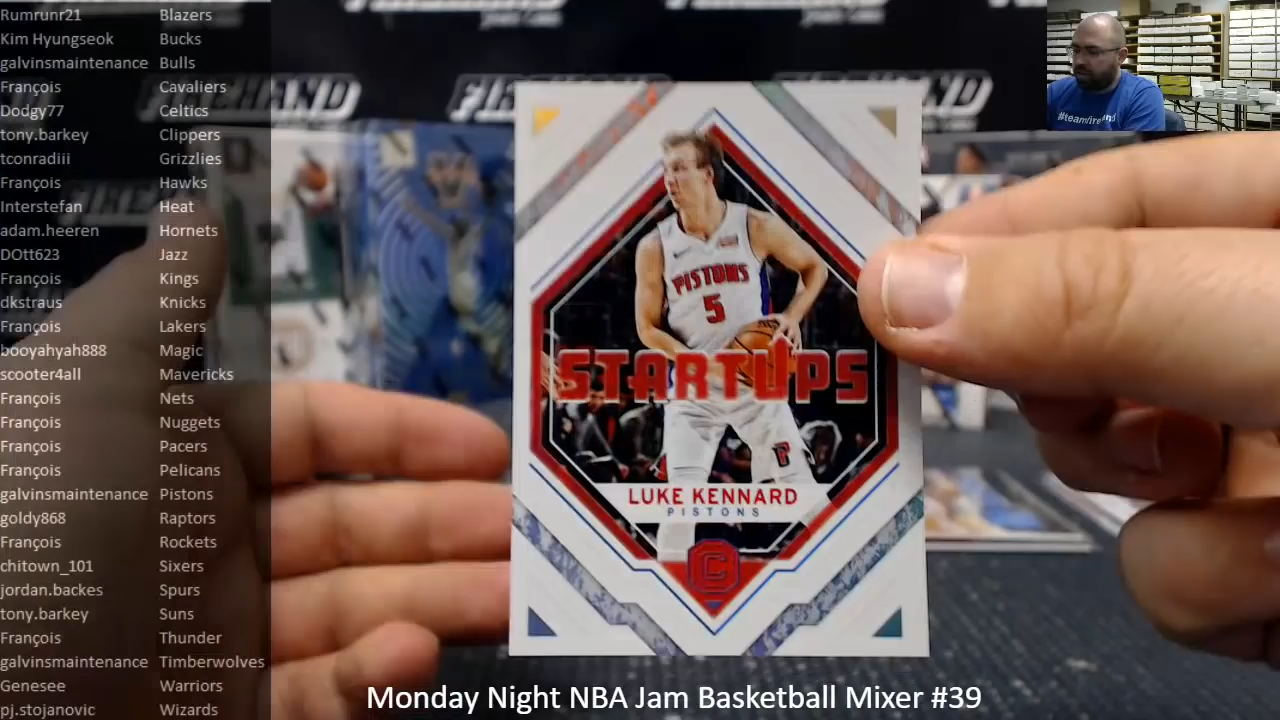 Rumrunr21 Blazers
Kim Hyungseok Bucks
galvinsmaintenance Bulls
François Cavaliers
Dodgy77 Celtics
tony.barkey Clippers
tconradiii Grizzlies
François Hawks
Interstefan Heat
adam.heeren Hornets
DOtt623 Jazz
François Kings
dkstraus Knicks
François Lakers
booyahyah888 Magic
scooter4all Mavericks
François Nets
François Nuggets
François Pacers
François Pelicans
galvinsmaintenance Pistons
goldy868 Raptors
François Rockets
chitown_101 Sixers
jordan.backes Spurs
tony.barkey Suns
François Thunder
galvinsmaintenance Timberwolves
Genesee Warriors
pj.stojanovic Wizards
PISTONS
5
STARTUPS
LUKE KENNARD
PISTONS
C
Monday Night NBA Jam Basketball Mixer #39